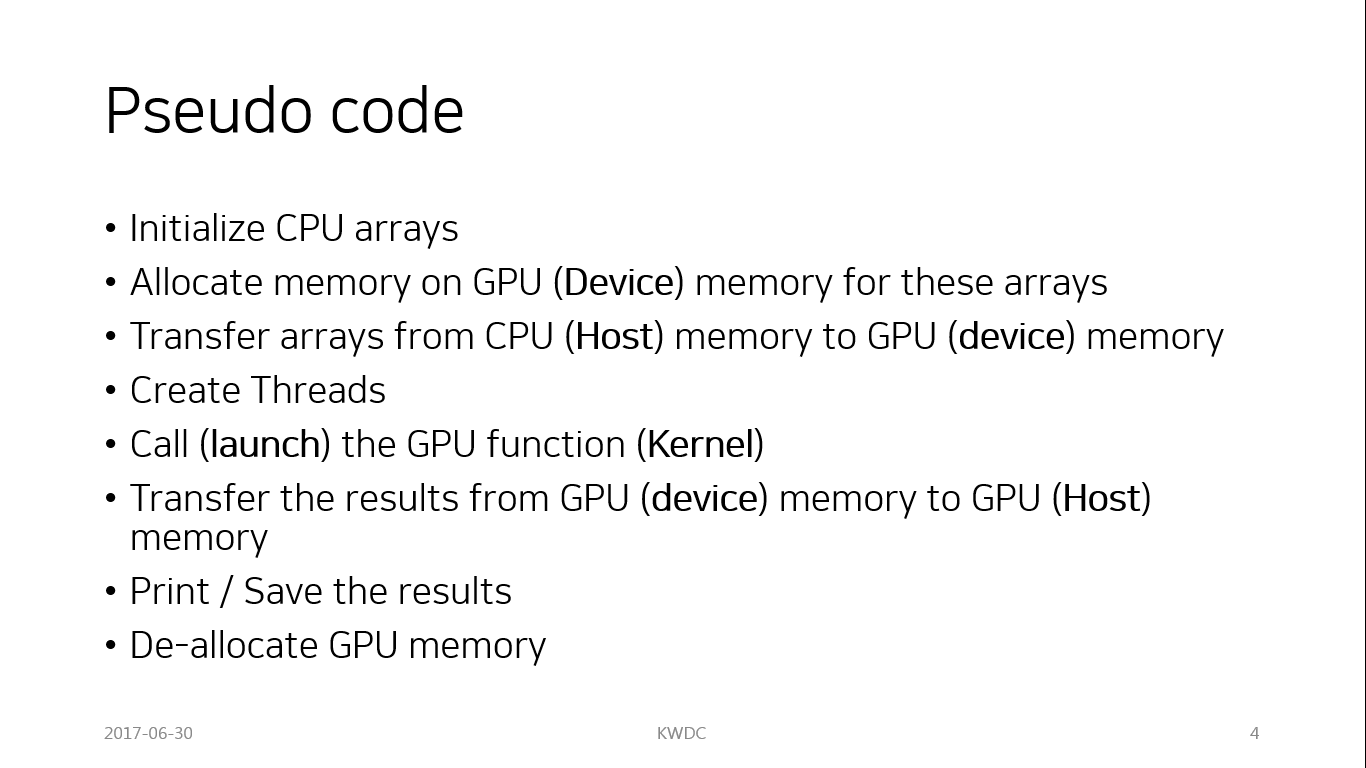 Pseudo code
• Initialize CPU arrays
• Allocate memory on GPU (Device) memory for these arrays
• Transfer arrays from CPU (Host) memory to GPU (device) memory
• Create Threads
• Call (launch) the GPU function (Kernel)
• Transfer the results from GPU (device) memory to GPU (Host)
memory
• Print / Save the results
• De-allocate GPU memory
2017-06-30 KWDC 4